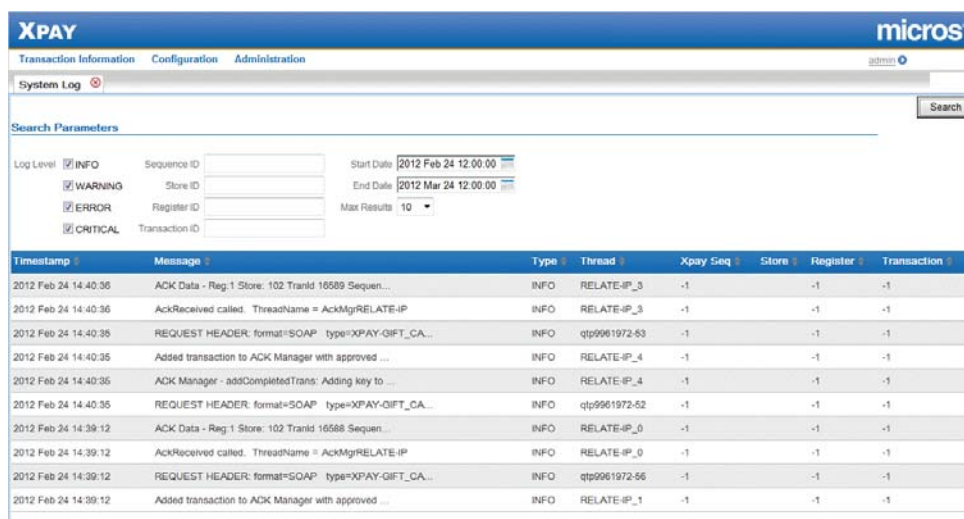 XPAY micros
Transaction Information Configuration Administration admin
System Log
Search
Search Parameters
Log Level INFO Sequence ID Start Date 2012 Feb 24 12:00:00
WARNING Store ID End Date 2012 Mar 24 12:00:00
ERROR Register ID Max Results 10
CRITICAL Transaction ID
Timestamp Message Type Thread Xpay Seq Store Register Transaction
2012 Feb 24 14:40:36 ACK Data - Reg:1 Store: 102 TranId 16589 Sequen... INFO RELATE-IP_3 -1 -1 -1
2012 Feb 24 14:40:36 AckReceived called. ThreadName = AckMgrRELATE-IP INFO RELATE-IP_3 -1 -1 -1
2012 Feb 24 14:40:35 REQUEST HEADER: format=SOAP type=XPAY-GIFT_CA... INFO qtp9961972-53 -1 -1 -1
2012 Feb 24 14:40:35 Added transaction to ACK Manager with approved ... INFO RELATE-IP_4 -1 -1 -1
2012 Feb 24 14:40:35 ACK Manager - addCompletedTrans: Adding key to ... INFO RELATE-IP_4 -1 -1 -1
2012 Feb 24 14:40:35 REQUEST HEADER: format=SOAP type=XPAY-GIFT_CA... INFO qtp9961972-52 -1 -1 -1
2012 Feb 24 14:39:12 ACK Data - Reg:1 Store: 102 TranId 16588 Sequen... INFO RELATE-IP_0 -1 -1 -1
2012 Feb 24 14:39:12 AckReceived called. ThreadName = AckMgrRELATE-IP INFO RELATE-IP_0 -1 -1 -1
2012 Feb 24 14:39:12 REQUEST HEADER: format=SOAP type=XPAY-GIFT_CA... INFO qtp9961972-56 -1 -1 -1
2012 Feb 24 14:39:12 Added transaction to ACK Manager with approved ... INFO RELATE-IP_1 -1 -1 -1